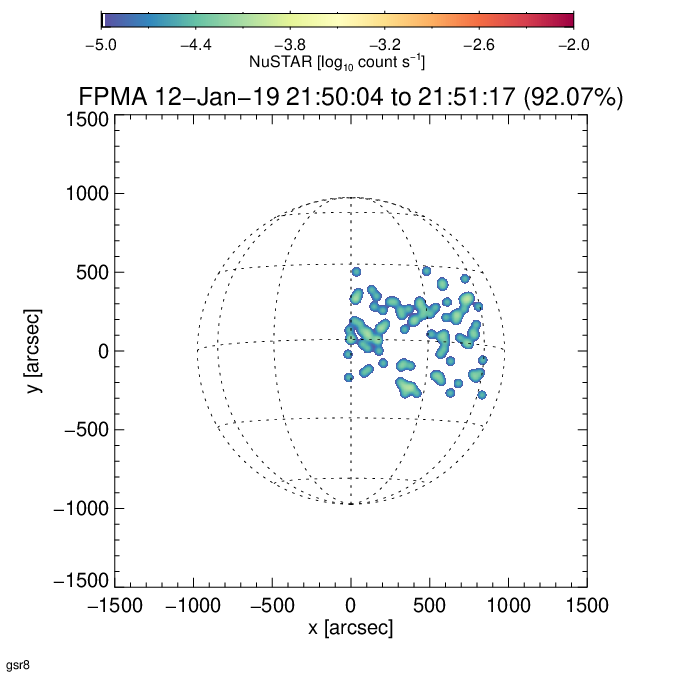 −5.0 −4.4 −3.8 −3.2 −2.6 −2.0
NuSTAR [log10 count s−1]
FPMA 12−Jan−19 21:50:04 to 21:51:17 (92.07%)
1500
1000
500
0
−500
−1000
−1500
y [arcsec]
−1500 −1000 −500 0 500 1000 1500
x [arcsec]
gsr8